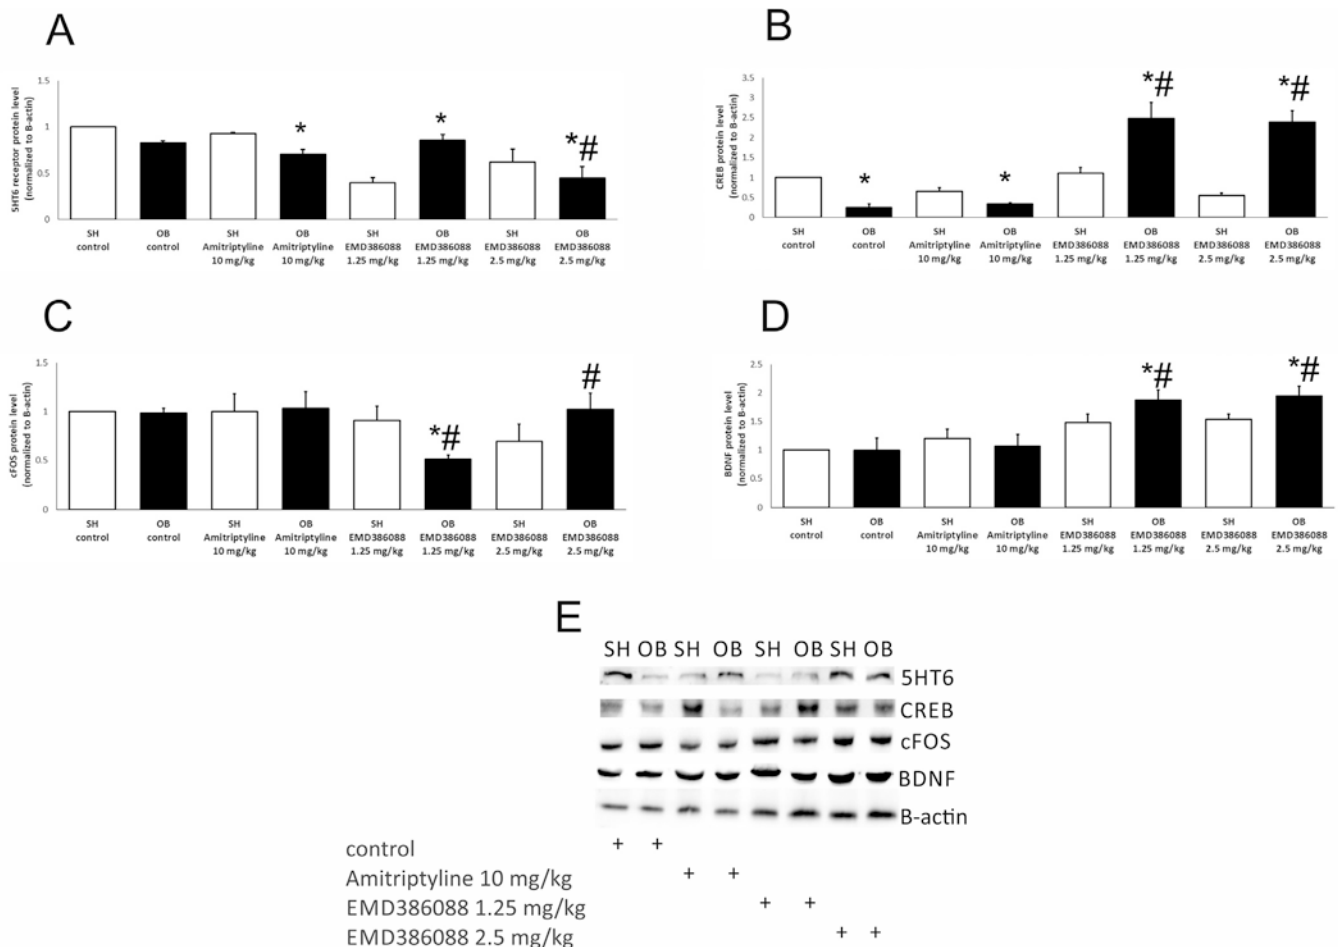 A
5HT6 receptor protein level
(normalized to B-actin)
1.5
1
0.5
0
*
*
*#
SH OB SH OB SH OB SH OB
control control Amitriptyline Amitriptyline EMD386088 EMD386088 EMD386088 EMD386088
10 mg/kg 10 mg/kg 1.25 mg/kg 1.25 mg/kg 2.5 mg/kg 2.5 mg/kg
B
CREB protein level
(normalized to B-actin)
3.5
3
2.5
2
1.5
1
0.5
0
*
*
*#
*#
SH OB SH OB SH OB SH OB
control control Amitriptyline Amitriptyline EMD386088 EMD386088 EMD386088 EMD386088
10 mg/kg 10 mg/kg 1.25 mg/kg 1.25 mg/kg 2.5 mg/kg 2.5 mg/kg
C
cFOS protein level
(normalized to B-actin)
1.5
1
0.5
0
*#
#
SH OB SH OB SH OB SH OB
control control Amitriptyline Amitriptyline EMD386088 EMD386088 EMD386088 EMD386088
10 mg/kg 10 mg/kg 1.25 mg/kg 1.25 mg/kg 2.5 mg/kg 2.5 mg/kg
D
BDNF protein level
(normalized to B-actin)
2.5
2
1.5
1
0.5
0
*#
*#
SH OB SH OB SH OB SH OB
control control Amitriptyline Amitriptyline EMD386088 EMD386088 EMD386088 EMD386088
10 mg/kg 10 mg/kg 1.25 mg/kg 1.25 mg/kg 2.5 mg/kg 2.5 mg/kg
E
SH OB SH OB SH OB SH OB
5HT6
CREB
cFOS
BDNF
B-actin
control + +
Amitriptyline 10 mg/kg + +
EMD386088 1.25 mg/kg + +
EMD386088 2.5 mg/kg + +